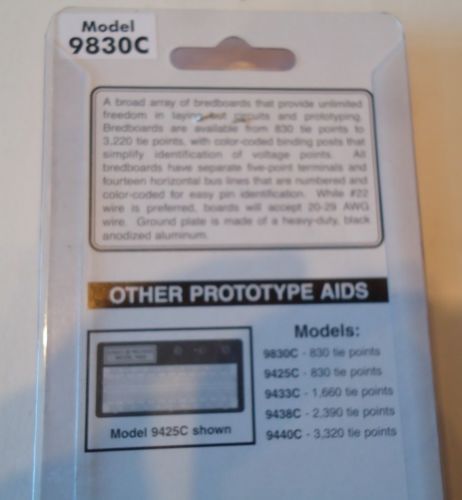 Model
9830C
A broad array of bredboards that provide unlimited
freedom in laying out circuits and prototyping.
Bredboards are available from 830 tie points to
3,220 tie points, with color-coded binding posts that
simplify identification of voltage points. All
bredboards have separate five-point terminals and
fourteen horizontal bus lines that are numbered and
color-coded for easy pin identification. While #22
wire is preferred, boards will accept 20-29 AWG
wire. Ground plate is made of a heavy-duty, black
anodized aluminum.
OTHER PROTOTYPE AIDS
Models:
9830C - 830 tie points
9425C - 830 tie points
9433C - 1,660 tie points
9438C - 2,390 tie points
9440C - 3,320 tie points
Model 9425C shown